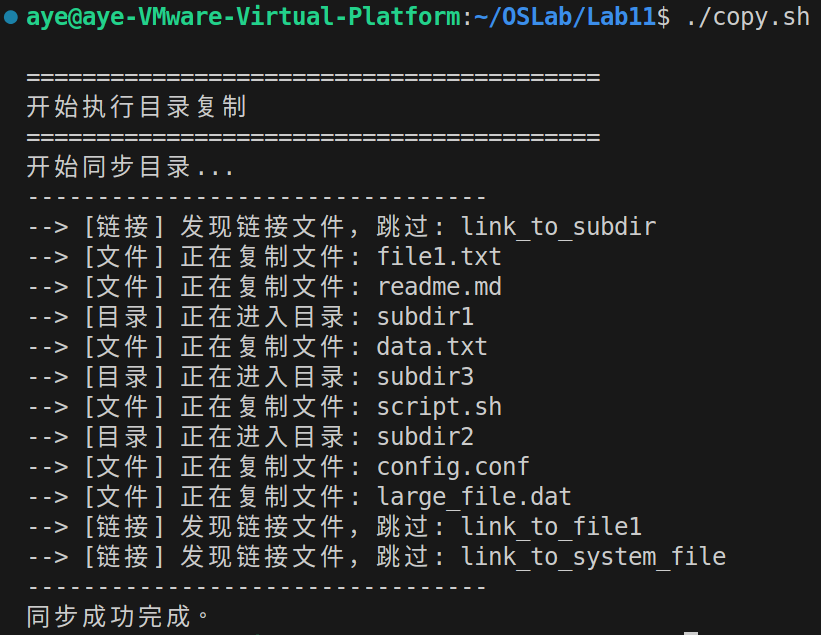 aye@aye-VMware-Virtual-Platform:~/OSLab/Lab11$ ./copy.sh
=========================================
开始执行目录复制
=========================================
开始同步目录...
---------------------------------
--> [链接] 发现链接文件, 跳过: link_to_subdir
--> [文件] 正在复制文件: file1.txt
--> [文件] 正在复制文件: readme.md
--> [目录] 正在进入目录: subdir1
--> [文件] 正在复制文件: data.txt
--> [目录] 正在进入目录: subdir3
--> [文件] 正在复制文件: script.sh
--> [目录] 正在进入目录: subdir2
--> [文件] 正在复制文件: config.conf
--> [文件] 正在复制文件: large_file.dat
--> [链接] 发现链接文件, 跳过: link_to_file1
--> [链接] 发现链接文件, 跳过: link_to_system_file
---------------------------------
同步成功完成。